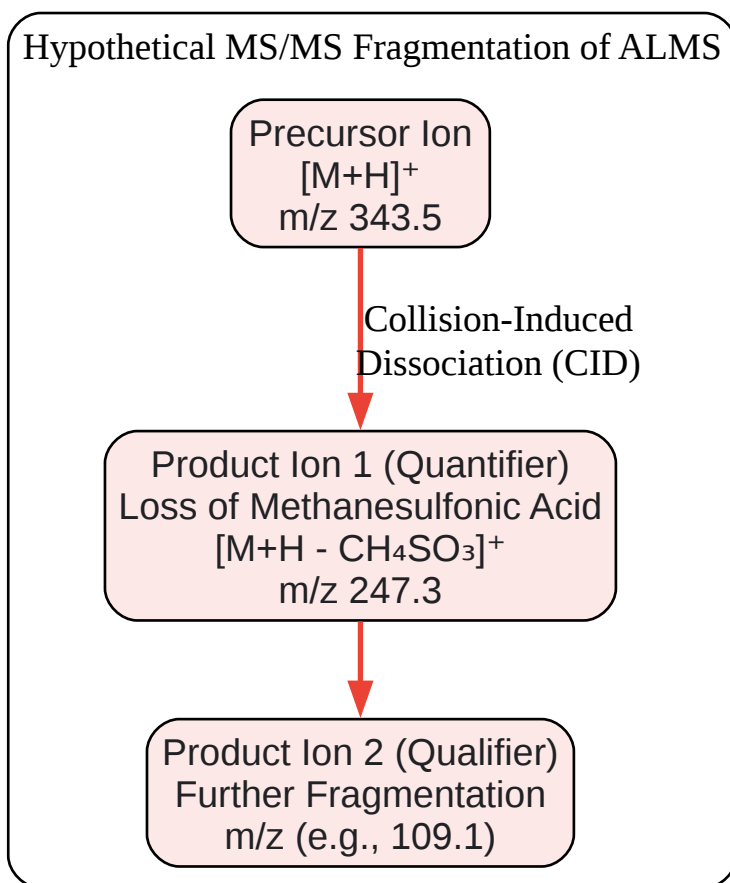 Hypothetical MS/MS Fragmentation of ALMS
Precursor Ion
[M+H]⁺
m/z 343.5
Collision-Induced
Dissociation (CID)
Product Ion 1 (Quantifier)
Loss of Methanesulfonic Acid
[M+H - CH₄SO₃]⁺
m/z 247.3
Product Ion 2 (Qualifier)
Further Fragmentation
m/z (e.g., 109.1)